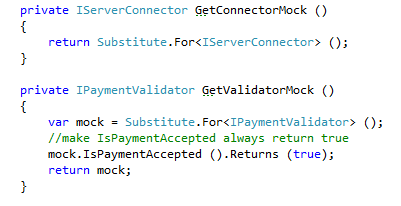 private IServerConnector GetConnectorMock ()
{
    return Substitute.For<IServerConnector> ();
}

private IPaymentValidator GetValidatorMock ()
{
    var mock = Substitute.For<IPaymentValidator> ();
    //make IsPaymentAccepted always return true
    mock.IsPaymentAccepted ().Returns (true);
    return mock;
}